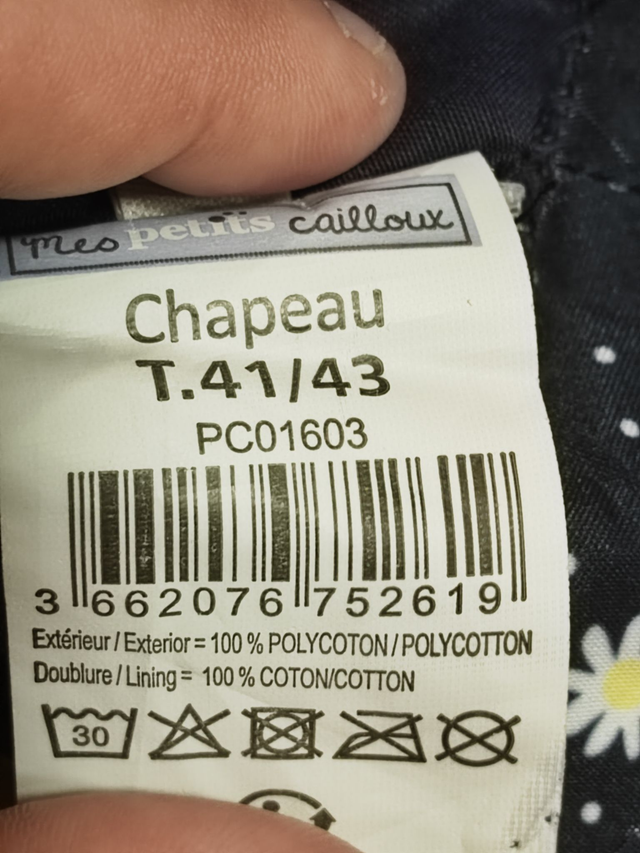 mes petits cailloux
Chapeau
T.41/43
PC01603
3 662076 752619
Extérieur / Exterior = 100 % POLYCOTON / POLYCOTTON
Doublure / Lining = 100 % COTON/COTTON
30